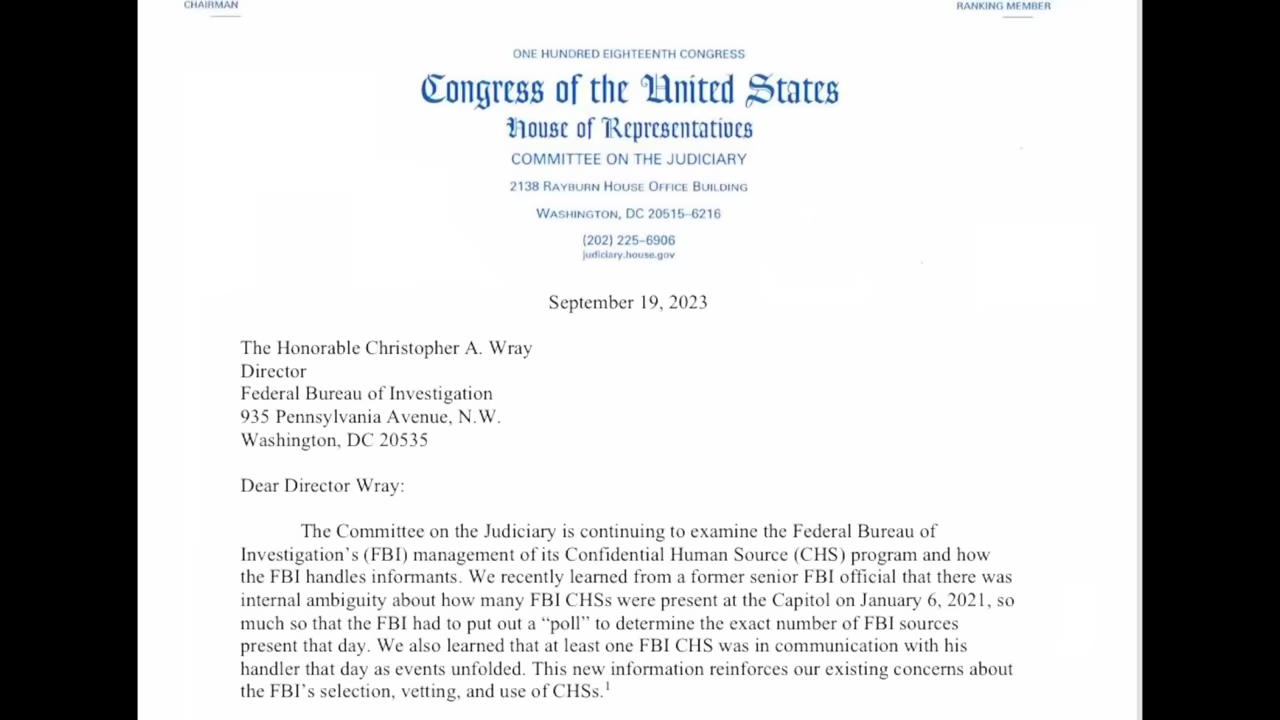 CHAIRMAN
RANKING MEMBER
ONE HUNDRED EIGHTEENTH CONGRESS
Congress of the United States
House of Representatives
COMMITTEE ON THE JUDICIARY
2138 RAYBURN HOUSE OFFICE BUILDING
WASHINGTON, DC 20515–6216
(202) 225–6906
judiciary.house.gov
September 19, 2023
The Honorable Christopher A. Wray
Director
Federal Bureau of Investigation
935 Pennsylvania Avenue, N.W.
Washington, DC 20535
Dear Director Wray:
The Committee on the Judiciary is continuing to examine the Federal Bureau of
Investigation’s (FBI) management of its Confidential Human Source (CHS) program and how
the FBI handles informants. We recently learned from a former senior FBI official that there was
internal ambiguity about how many FBI CHSs were present at the Capitol on January 6, 2021, so
much so that the FBI had to put out a “poll” to determine the exact number of FBI sources
present that day. We also learned that at least one FBI CHS was in communication with his
handler that day as events unfolded. This new information reinforces our existing concerns about
the FBI’s selection, vetting, and use of CHSs.¹